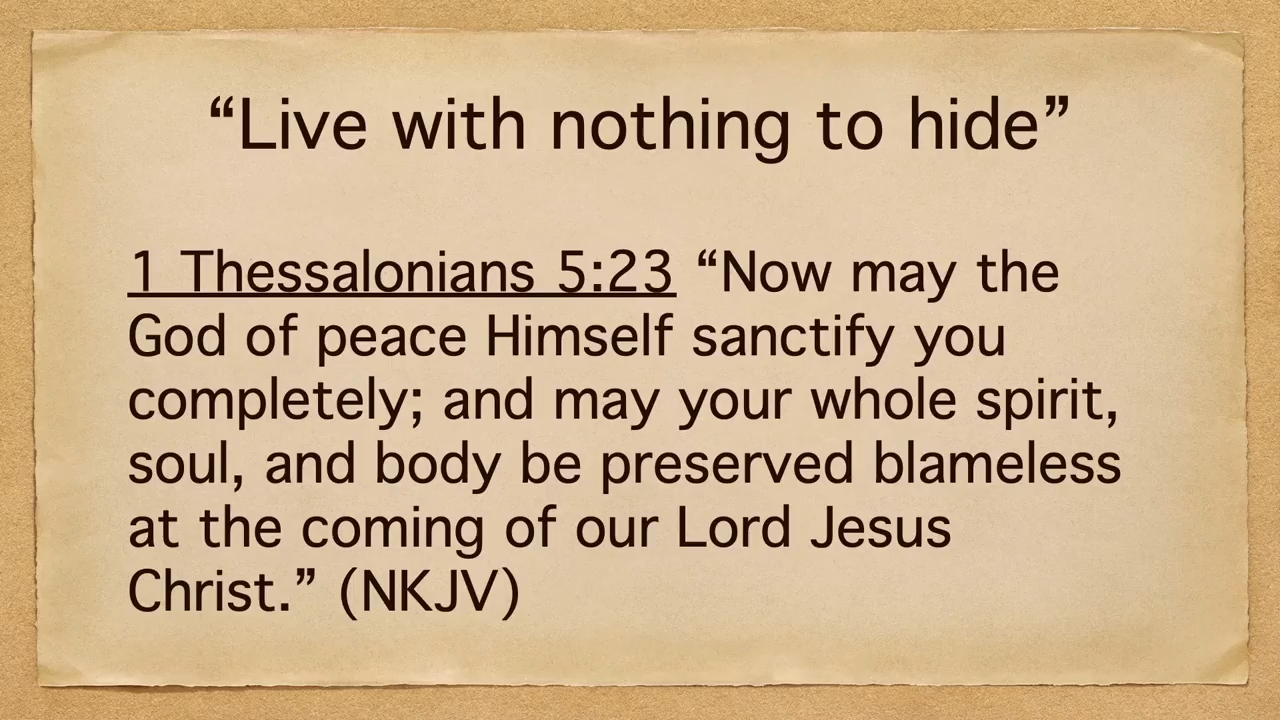 “Live with nothing to hide”
1 Thessalonians 5:23 “Now may the
God of peace Himself sanctify you
completely; and may your whole spirit,
soul, and body be preserved blameless
at the coming of our Lord Jesus
Christ.” (NKJV)